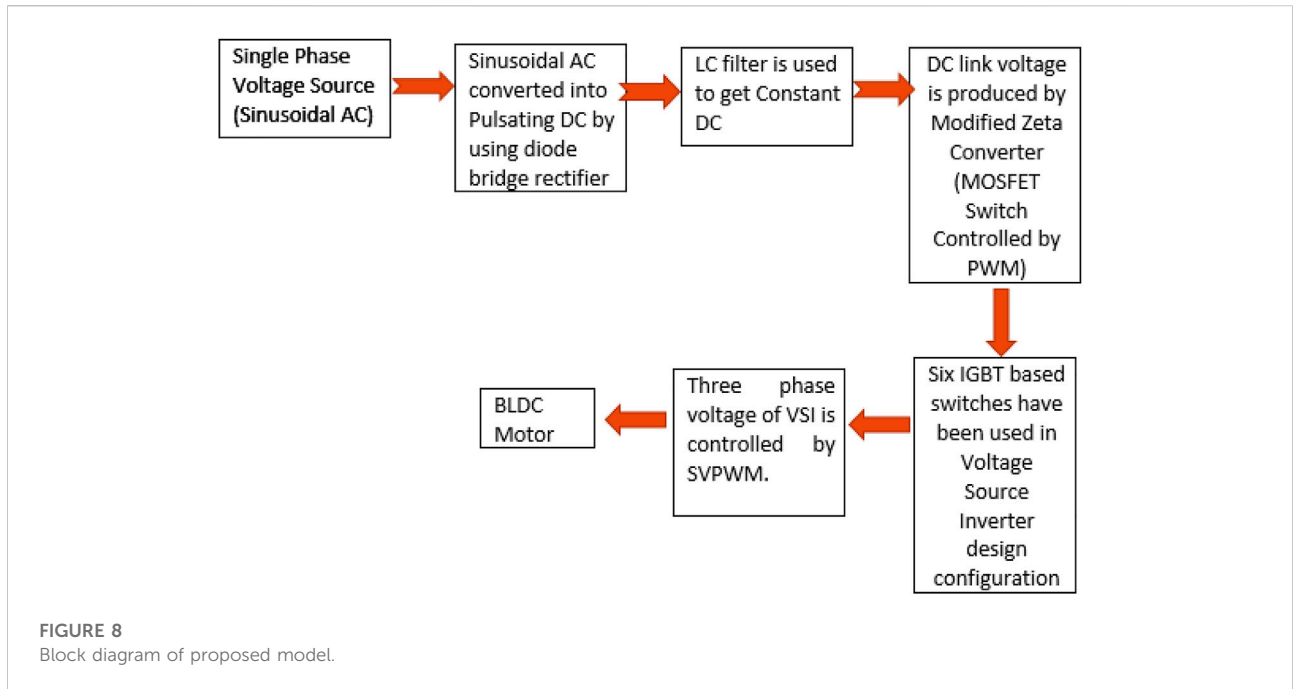 Single Phase
Voltage Source
(Sinusoidal AC)
Sinusoidal AC
converted into
Pulsating DC by
using diode
bridge rectifier
LC filter is used
to get Constant
DC
DC link voltage
is produced by
Modified Zeta
Converter
(MOSFET
Switch
Controlled by
PWM)
Six IGBT based
switches have
been used in
Voltage
Source
Inverter
design
configuration
Three phase
voltage of VSI is
controlled by
SVPWM.
BLDC
Motor
FIGURE 8
Block diagram of proposed model.